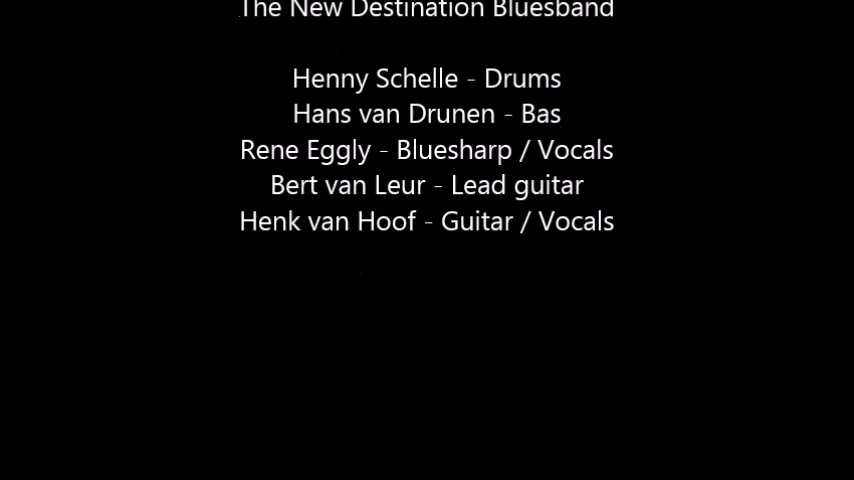 The New Destination Bluesband
Henny Schelle - Drums
Hans van Drunen - Bas
Rene Eggly - Bluesharp / Vocals
Bert van Leur - Lead guitar
Henk van Hoof - Guitar / Vocals